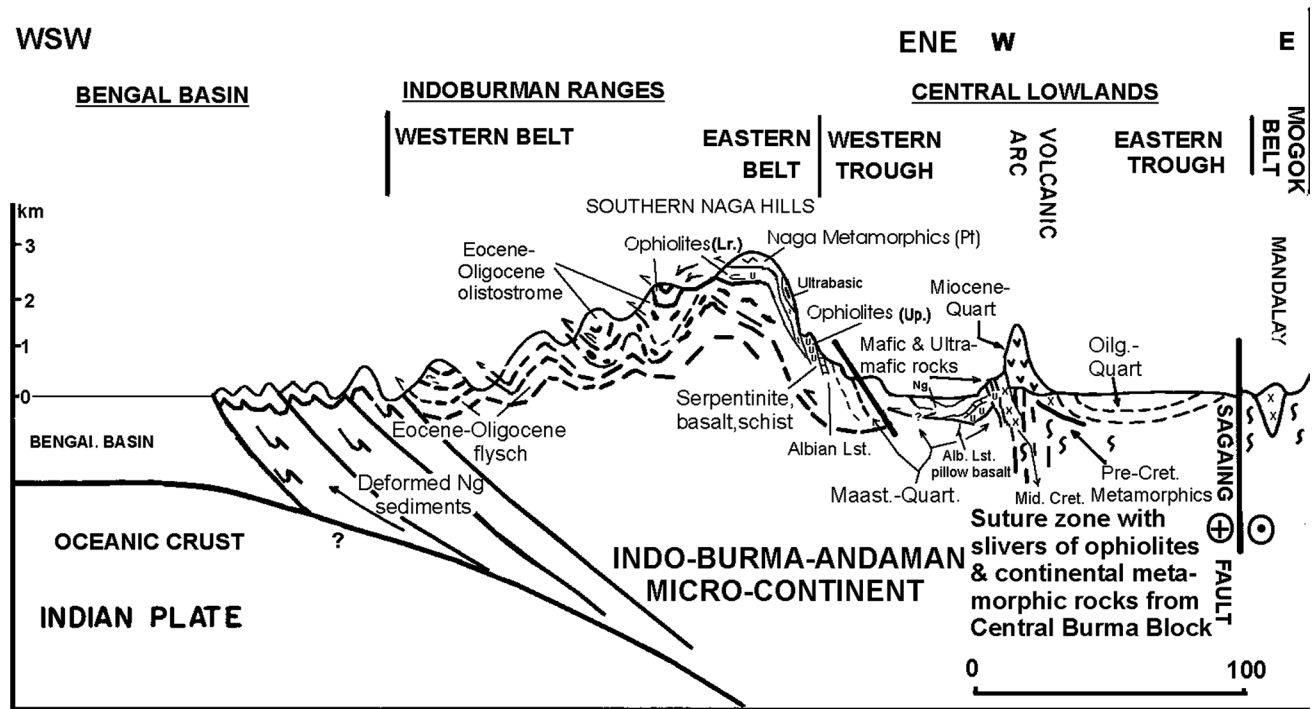 WSW
ENE W
E
BENGAL BASIN
INDOBURMAN RANGES
CENTRAL LOWLANDS
WESTERN BELT
EASTERN
BELT
WESTERN
TROUGH
VOLCANIC
ARC
EASTERN
TROUGH
MOGOK
BELT
km
3
2
1
0
SOUTHERN NAGA HILLS
Eocene-
Oligocene
olistostrome
Ophiolites (Lr.)
Naga Metamorphics (Pt)
Ultrabasic
Ophiolites (Up.)
Miocene-
Quart
Mafic & Ultra-
mafic rocks
Ng
?
Oilg.-
Quart
MANDALAY
BENGAL. BASIN
Eocene-Oligocene
flysch
Serpentinite,
basalt,schist
Albian Lst.
Alb. Lst.
pillow basalt
Maast.-Quart.
Mid. Cret.
Pre-Cret.
Metamorphics
Deformed Ng
sediments
OCEANIC CRUST
?
INDIAN PLATE
INDO-BURMA-ANDAMAN
MICRO-CONTINENT
Suture zone with
slivers of ophiolites
& continental meta-
morphic rocks from
Central Burma Block
SAGAING
FAULT
0
100